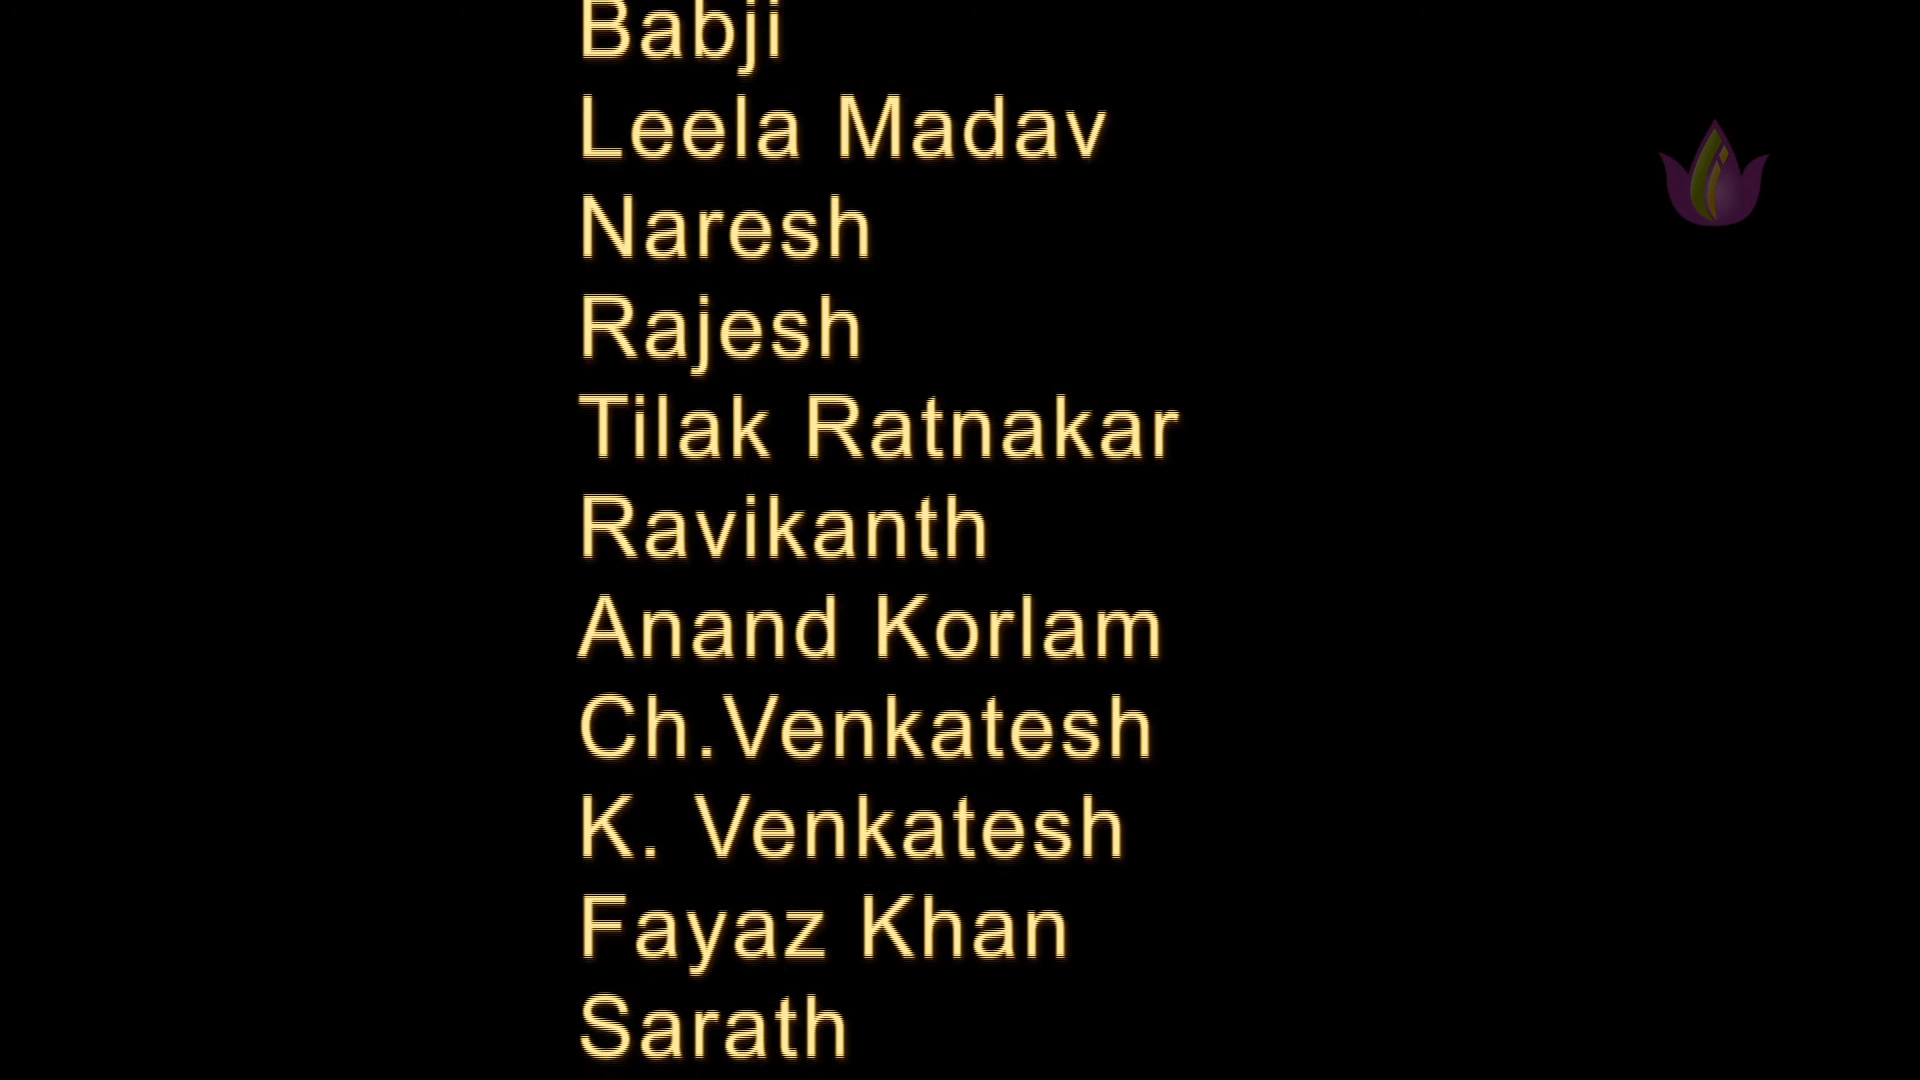 Babji
Leela Madav
Naresh
Rajesh
Tilak Ratnakar
Ravikanth
Anand Korlam
Ch.Venkatesh
K. Venkatesh
Fayaz Khan
Sarath